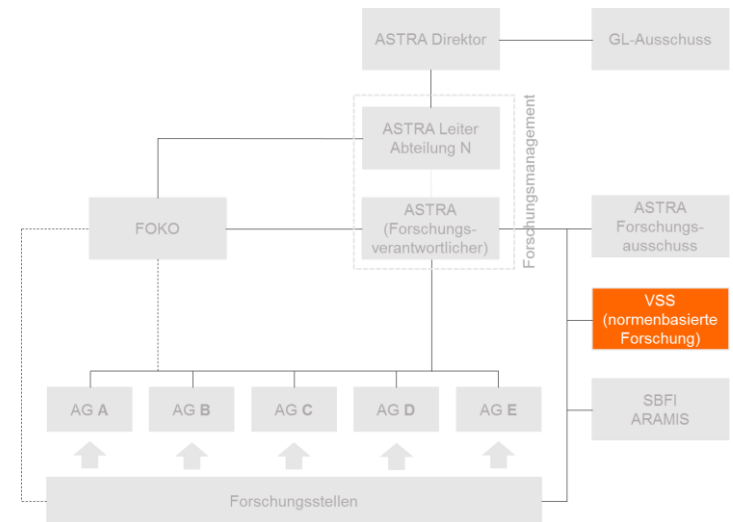 ASTRA Direktor
GL-Ausschuss
ASTRA Leiter
Abteilung N
Forschungsmanagement
FOKO
ASTRA
(Forschungs-
verantwortlicher)
ASTRA
Forschungs-
ausschuss
VSS
(normenbasierte
Forschung)
AG A
AG B
AG C
AG D
AG E
SBFI
ARAMIS
Forschungsstellen